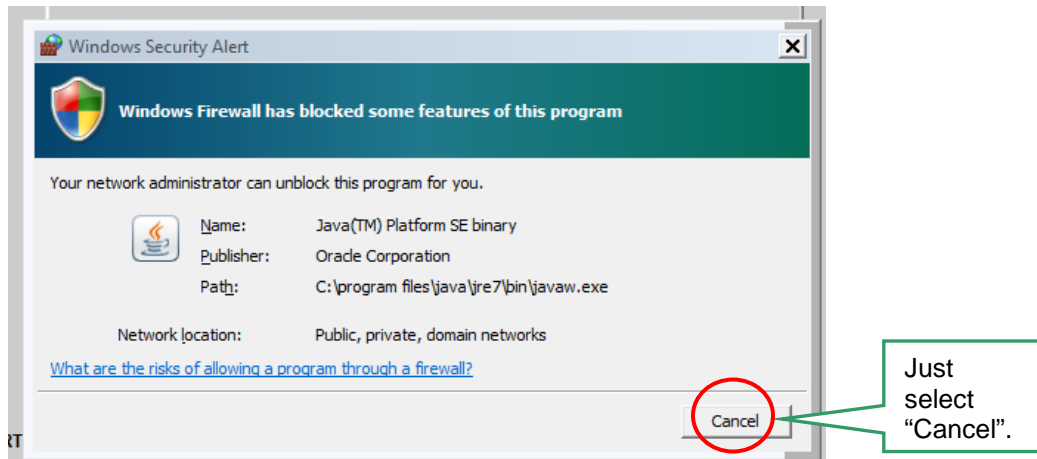 Windows Security Alert
Windows Firewall has blocked some features of this program
Your network administrator can unblock this program for you.
Name: Java(TM) Platform SE binary
Publisher: Oracle Corporation
Path: C:\program files\java\jre7\bin\javaw.exe
Network location: Public, private, domain networks
What are the risks of allowing a program through a firewall?
Cancel
Just
select
“Cancel”.
RT